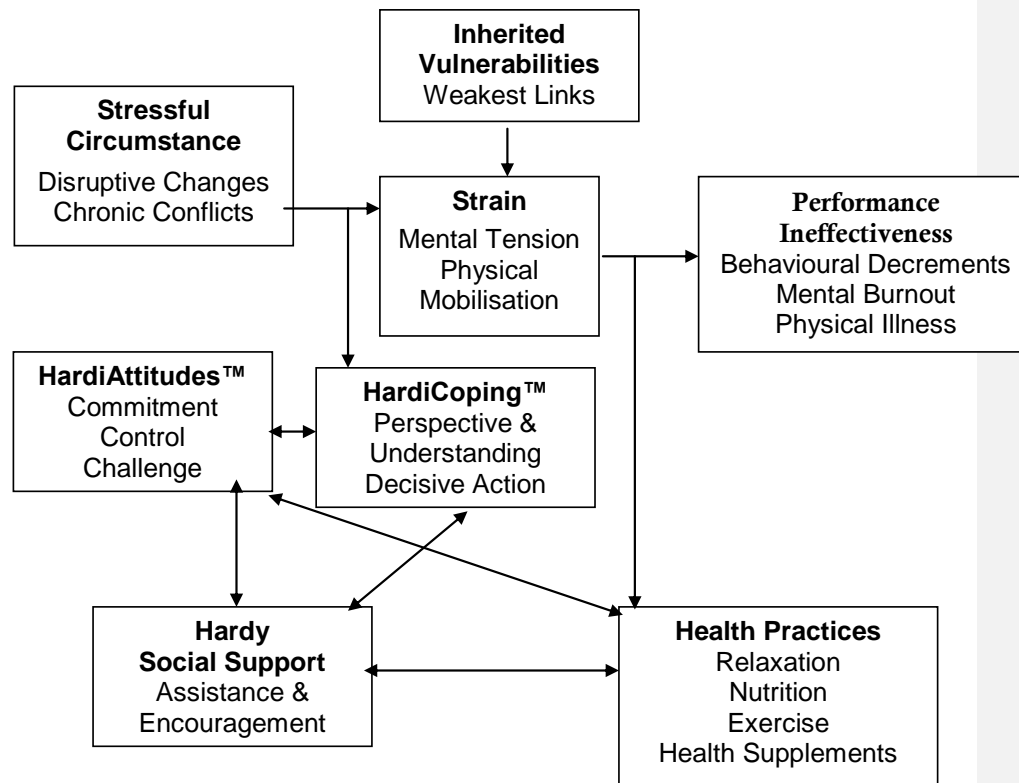 Inherited
Vulnerabilities
Weakest Links
Stressful
Circumstance
Disruptive Changes
Chronic Conflicts
Strain
Mental Tension
Physical
Mobilisation
Performance
Ineffectiveness
Behavioural Decrements
Mental Burnout
Physical Illness
HardiAttitudes™
Commitment
Control
Challenge
HardiCoping™
Perspective &
Understanding
Decisive Action
Hardy
Social Support
Assistance &
Encouragement
Health Practices
Relaxation
Nutrition
Exercise
Health Supplements